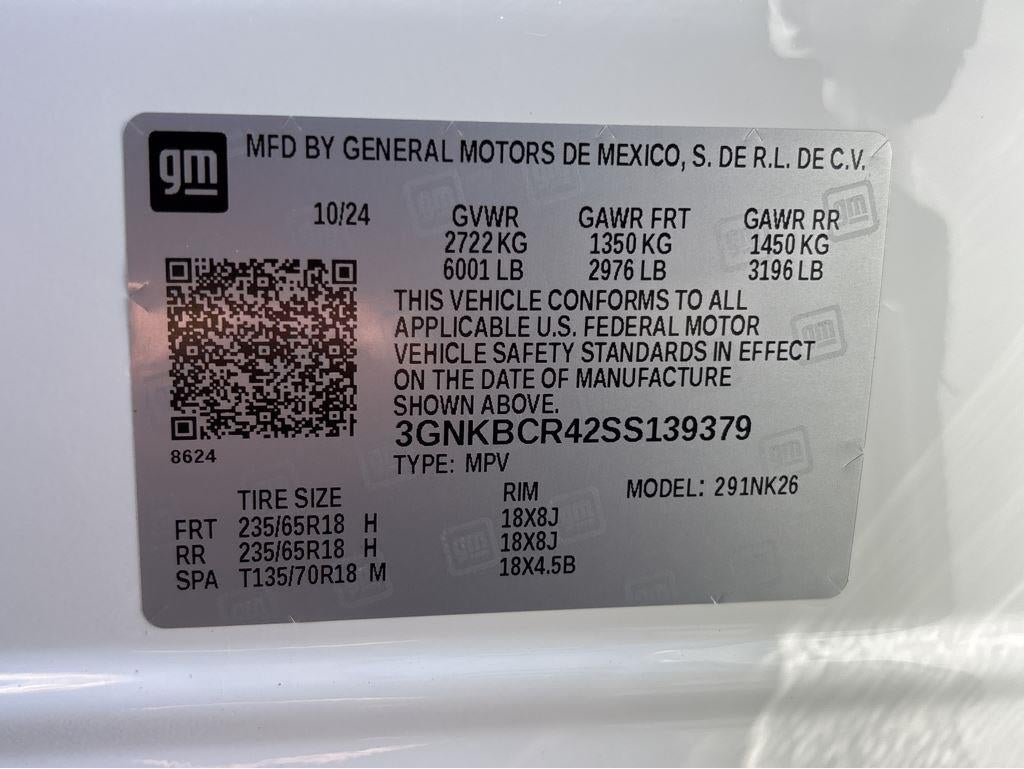 gm MFD BY GENERAL MOTORS DE MEXICO, S. DE R.L. DE C.V.
10/24 GVWR GAWR FRT GAWR RR
2722 KG 1350 KG 1450 KG
6001 LB 2976 LB 3196 LB
THIS VEHICLE CONFORMS TO ALL
APPLICABLE U.S. FEDERAL MOTOR
VEHICLE SAFETY STANDARDS IN EFFECT
ON THE DATE OF MANUFACTURE
SHOWN ABOVE.
3GNKBCR42SS139379
8624 TYPE: MPV
TIRE SIZE RIM MODEL: 291NK26
FRT 235/65R18 H 18X8J
RR 235/65R18 H 18X8J
SPA T135/70R18 M 18X4.5B